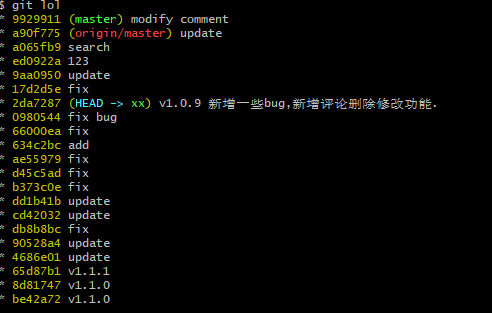 $ git lol
* 9929911 (master) modify comment
* a90f775 (origin/master) update
* a065fb9 search
* ed0922a 123
* 9aa0950 update
* 17d2d5e fix
* 2da7287 (HEAD -> xx) v1.0.9 新增一些bug,新增评论删除修改功能.
* 0980544 fix bug
* 66000ea fix
* 634c2bc add
* ae55979 fix
* d45c5ad fix
* b373c0e fix
* dd1b41b update
* cd42032 update
* db8b8bc fix
* 90528a4 update
* 4686e01 update
* 65d87b1 v1.1.1
* 8d81747 v1.1.0
* be42a72 v1.1.0